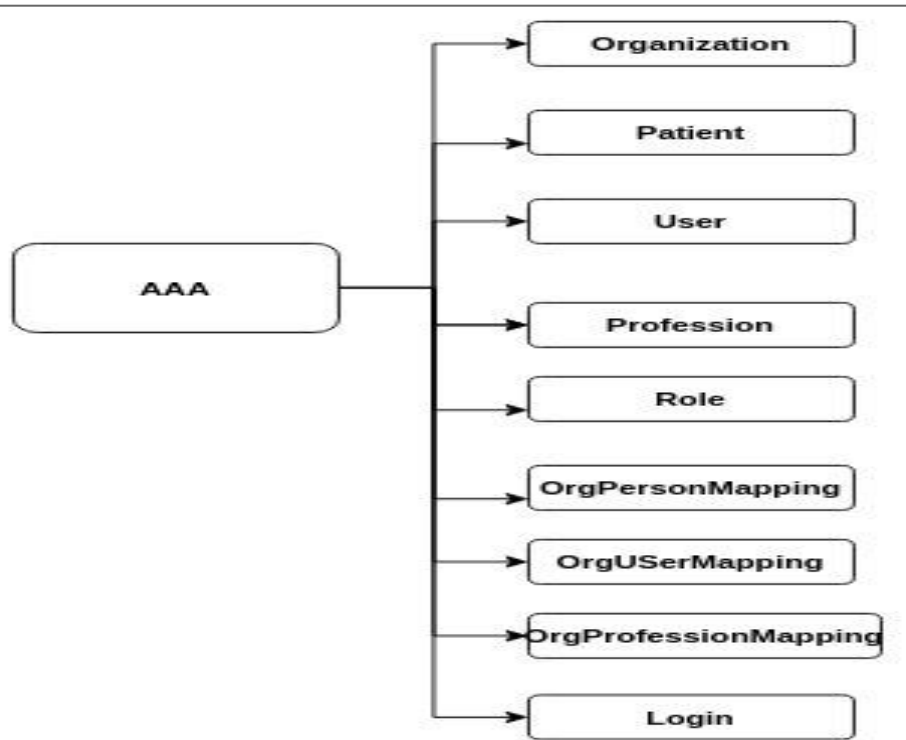 Organization
Patient
User
AAA
Profession
Role
OrgPersonMapping
OrgUSerMapping
OrgProfessionMapping
Login